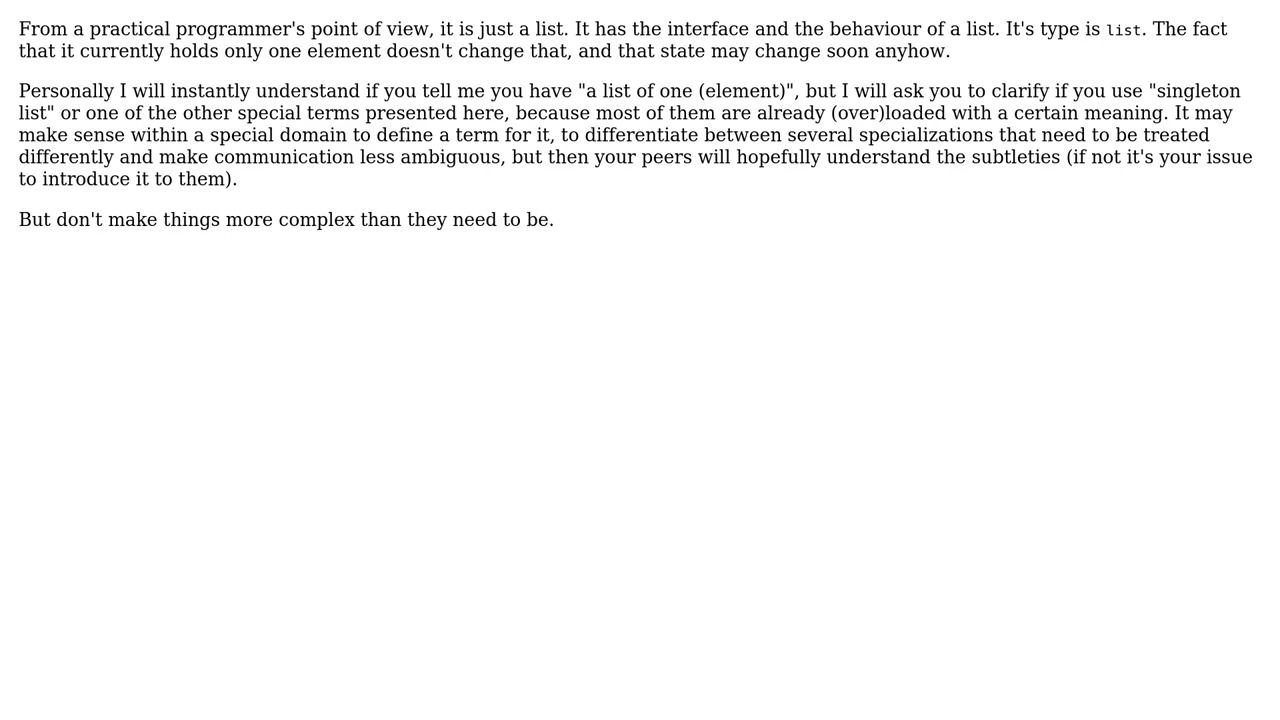 From a practical programmer's point of view, it is just a list. It has the interface and the behaviour of a list. It's type is list. The fact
that it currently holds only one element doesn't change that, and that state may change soon anyhow.
Personally I will instantly understand if you tell me you have "a list of one (element)", but I will ask you to clarify if you use "singleton
list" or one of the other special terms presented here, because most of them are already (over)loaded with a certain meaning. It may
make sense within a special domain to define a term for it, to differentiate between several specializations that need to be treated
differently and make communication less ambiguous, but then your peers will hopefully understand the subtleties (if not it's your issue
to introduce it to them).
But don't make things more complex than they need to be.